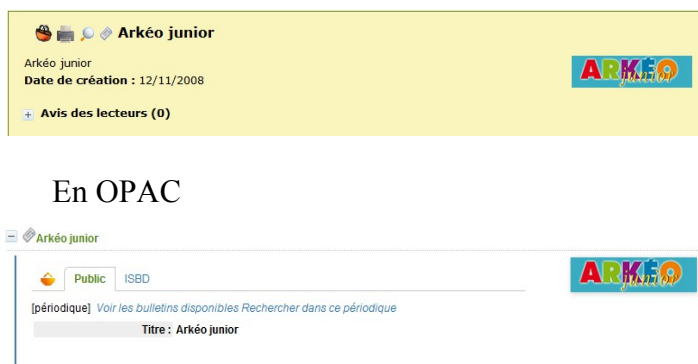 Arkéo junior
Arkéo junior
ARKÉO junior
Date de création : 12/11/2008
Avis des lecteurs (0)
En OPAC
Arkéo junior
ARKÉO junior
Public ISBD
[périodique] Voir les bulletins disponibles Rechercher dans ce périodique
Titre : Arkéo junior